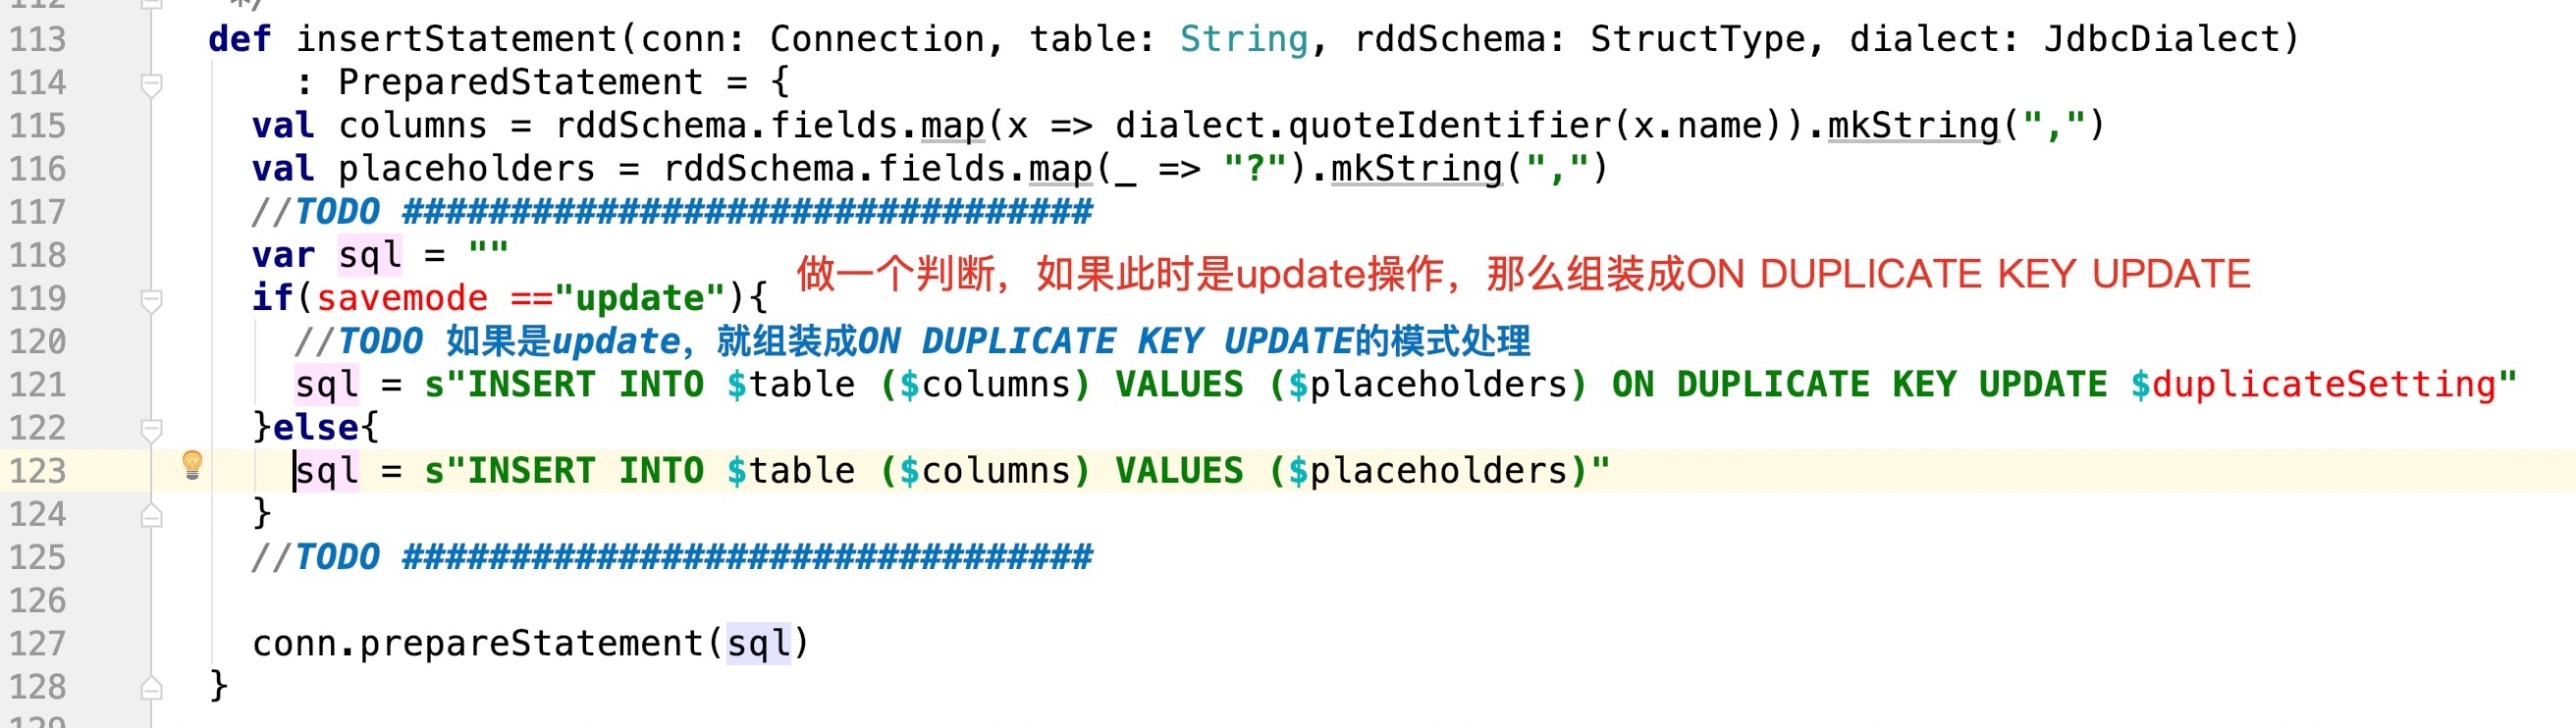 112 */
113 def insertStatement(conn: Connection, table: String, rddSchema: StructType, dialect: JdbcDialect)
114 : PreparedStatement = {
115 val columns = rddSchema.fields.map(x => dialect.quoteIdentifier(x.name)).mkString(",")
116 val placeholders = rddSchema.fields.map(_ => "?").mkString(",")
117 //TODO ################################
118 var sql = ""
做一个判断，如果此时是update操作，那么组装成ON DUPLICATE KEY UPDATE
119 if(savemode =="update"){
120 //TODO 如果是update，就组装成ON DUPLICATE KEY UPDATE的模式处理
121 sql = s"INSERT INTO $table ($columns) VALUES ($placeholders) ON DUPLICATE KEY UPDATE $duplicateSetting"
122 }else{
123 sql = s"INSERT INTO $table ($columns) VALUES ($placeholders)"
124 }
125 //TODO ################################
126
127 conn.prepareStatement(sql)
128 }
129